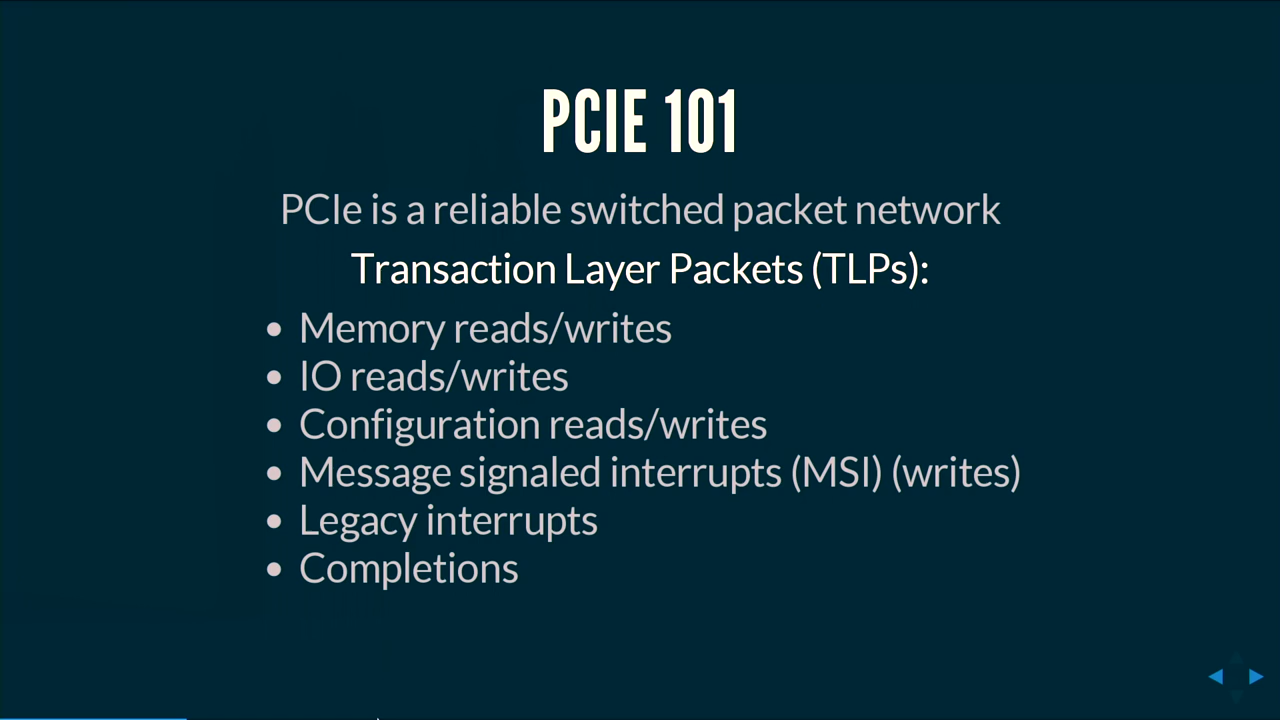 PCIE 101
PCIe is a reliable switched packet network
Transaction Layer Packets (TLPs):
• Memory reads/writes
• IO reads/writes
• Configuration reads/writes
• Message signaled interrupts (MSI) (writes)
• Legacy interrupts
• Completions